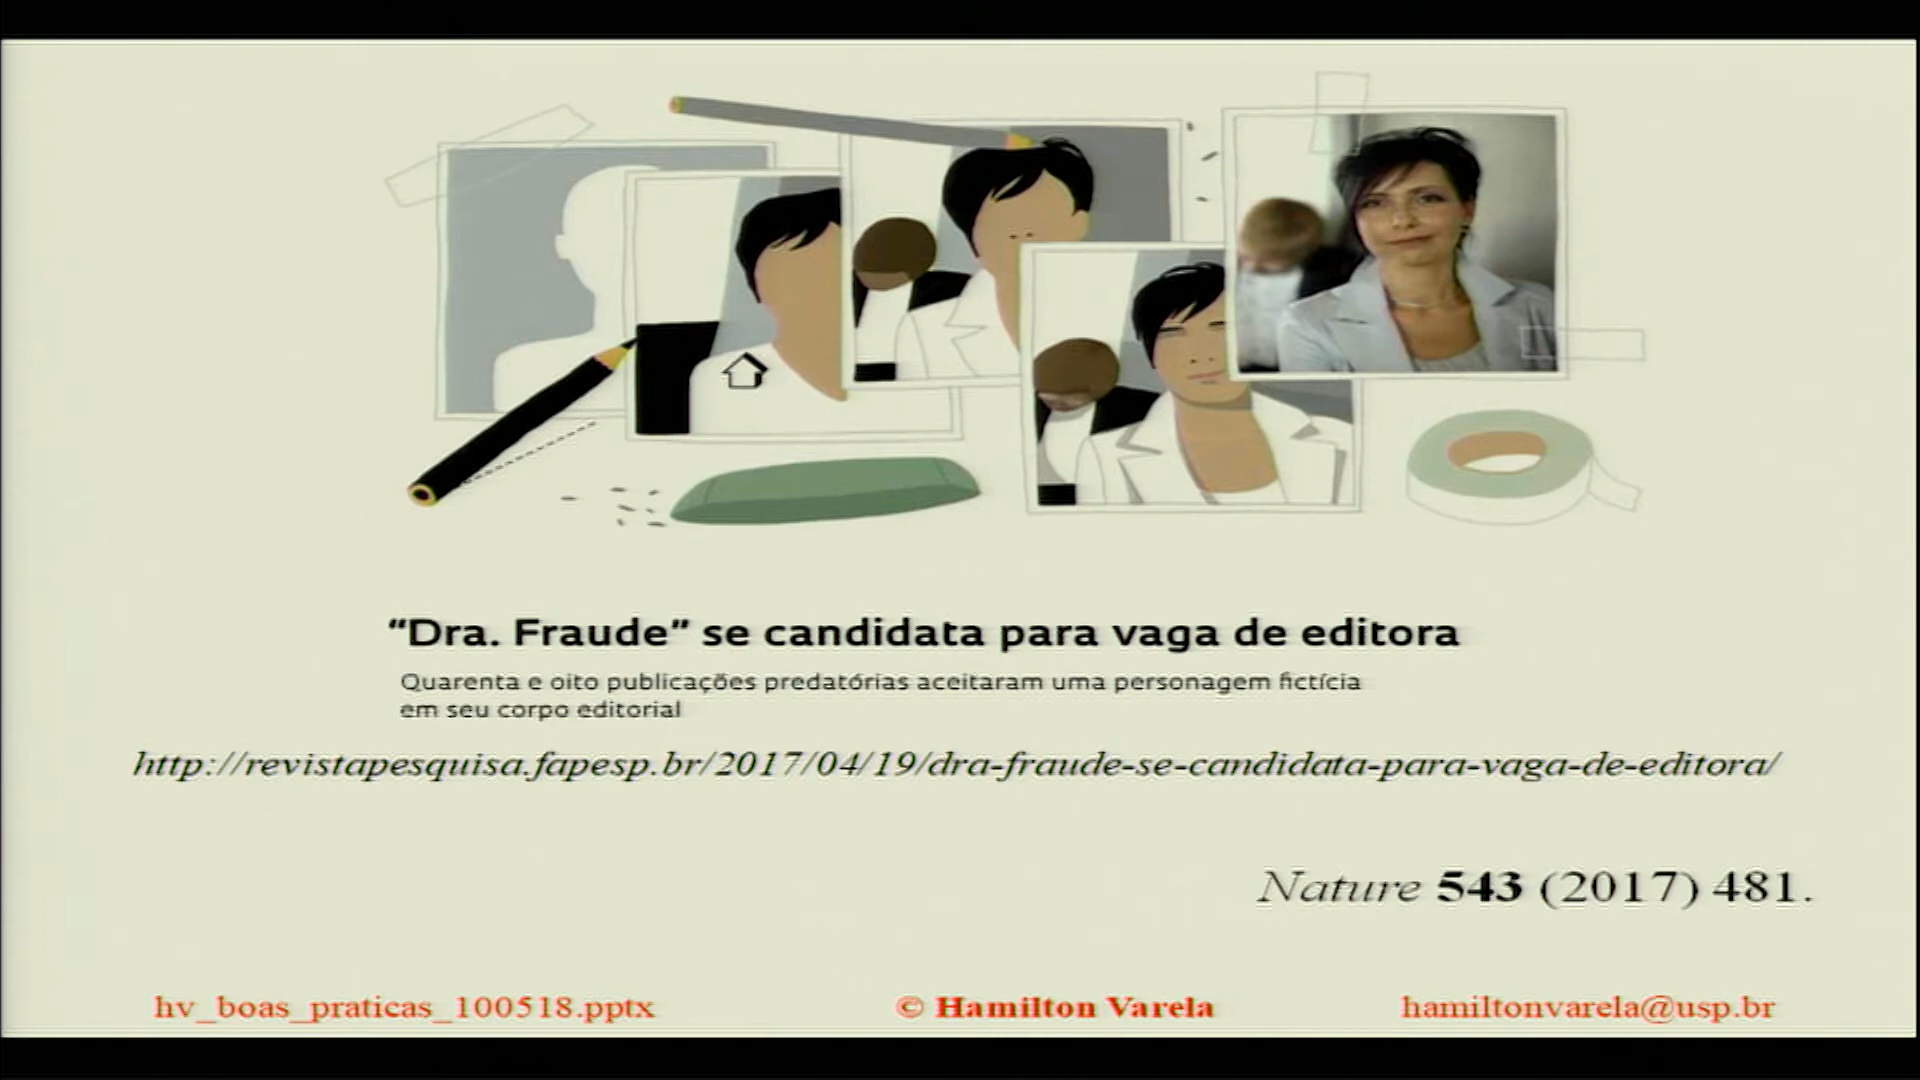 “Dra. Fraude” se candidata para vaga de editora
Quarenta e oito publicações predatórias aceitaram uma personagem fictícia
em seu corpo editorial
http://revistapesquisa.fapesp.br/2017/04/19/dra-fraude-se-candidata-para-vaga-de-editora/
Nature 543 (2017) 481.
hv_boas_praticas_100518.pptx
© Hamilton Varela
hamiltonvarela@usp.br